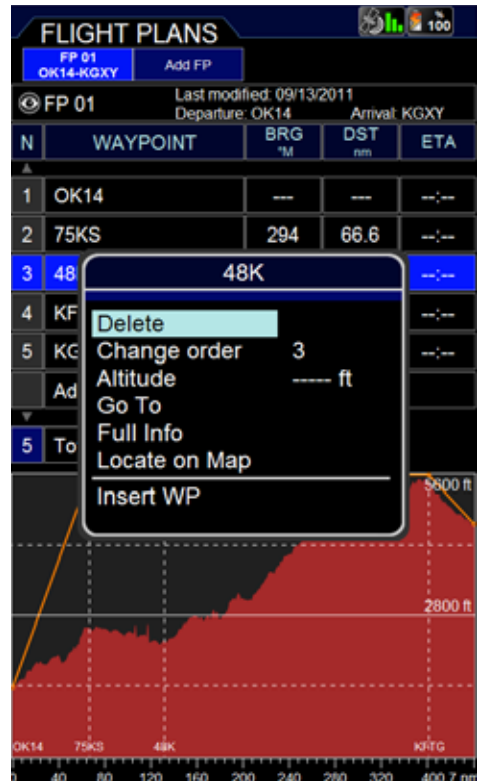 FLIGHT PLANS
%
100
FP 01
OK14-KGXY
Add FP
FP 01
Last modified: 09/13/2011
Departure: OK14 Arrival: KGXY
N WAYPOINT BRG °M DST nm ETA
1 OK14 --- --- --:--
2 75KS 294 66.6 --:--
3 48 --:--
48K
4 KF --:--
Delete
5 KG --:--
Change order 3
Altitude ----- ft
Ad
Go To
Full Info
5 To
Locate on Map
Insert WP
5600 ft
2800 ft
OK14 75KS 48K KFTG
0 40 80 120 160 200 240 280 320 400.7 nm